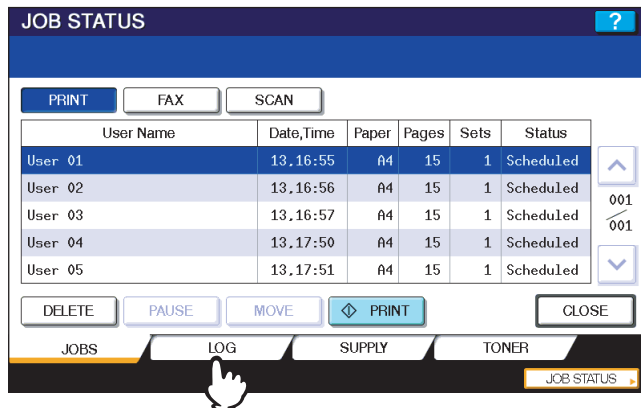 JOB STATUS ?
PRINT FAX SCAN
User Name Date,Time Paper Pages Sets Status
User 01 13,16:55 A4 15 1 Scheduled
User 02 13,16:56 A4 15 1 Scheduled
User 03 13,16:57 A4 15 1 Scheduled
User 04 13,17:50 A4 15 1 Scheduled
User 05 13,17:51 A4 15 1 Scheduled
001
001
DELETE PAUSE MOVE PRINT CLOSE
JOBS LOG SUPPLY TONER
JOB STATUS